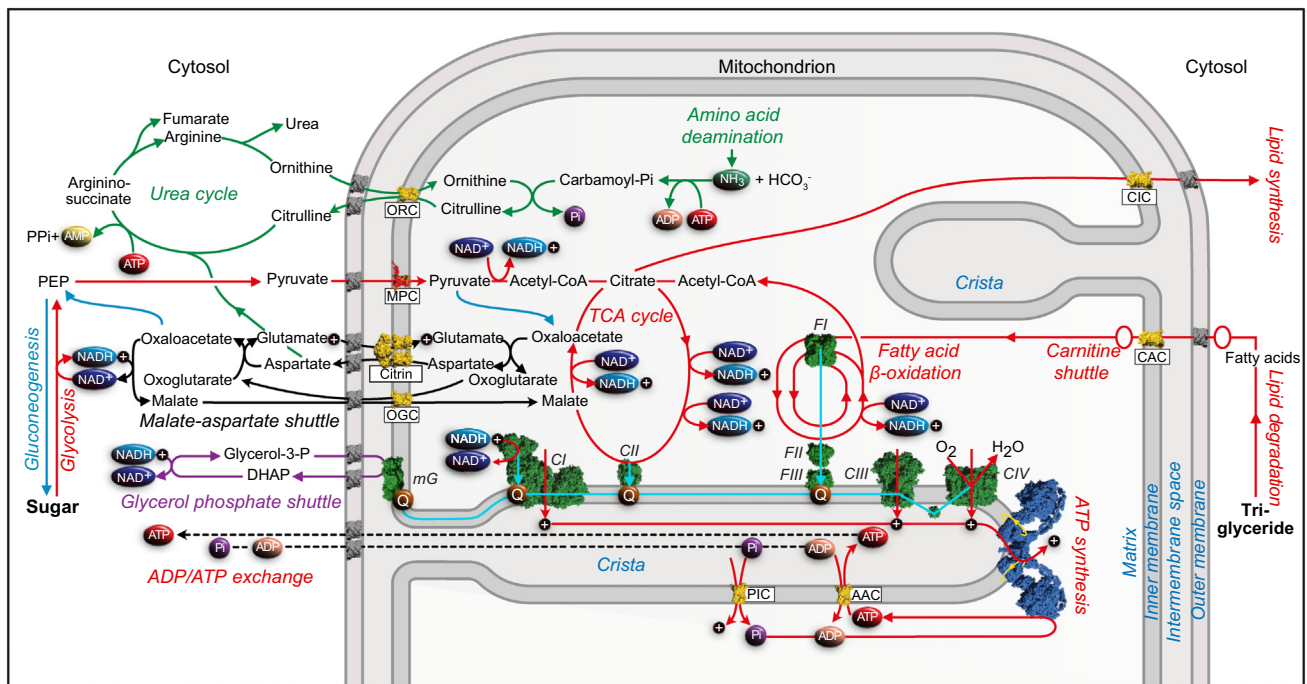 Cytosol
Mitochondrion
Cytosol
Fumarate
Arginine
Urea
Amino acid
deamination
Ornithine
Urea cycle
Arginino-
succinate
Ornithine
Carbamoyl-Pi
NH3 + HCO3-
Lipid synthesis
Citrulline
ORC
Citrulline
Pi
ADP
ATP
CIC
PPi+ AMP
ATP
NAD+
NADH +
PEP
Pyruvate
MPC
Pyruvate
Acetyl-CoA
Citrate
Acetyl-CoA
Crista
TCA cycle
FI
Oxaloacetate
Glutamate +
+ Glutamate
Oxaloacetate
NADH +
NAD+
Aspartate
Citrin
Aspartate
NAD+
NADH +
NAD+
NADH +
Fatty acid
β-oxidation
Carnitine
shuttle
CAC
Fatty acids
Oxoglutarate
Oxoglutarate
Malate
OGC
Malate
Malate-aspartate shuttle
NAD+
NADH +
NAD+
NADH +
Gluconeogenesis
Glycolysis
Lipid degradation
NADH +
NAD+
Glycerol-3-P
DHAP
Glycerol phosphate shuttle
mG
Q
NADH +
NAD+
CI
Q
CII
Q
FII
FIII
Q
CIII
O2
H2O
CIV
Sugar
Tri-
glyceride
+
+
+
+
ATP
Pi
ADP
ADP/ATP exchange
Pi
ADP
ATP
Crista
PIC
AAC
ATP
+
Pi
ADP
ATP synthesis
Matrix
Inner membrane
Intermembrane space
Outer membrane